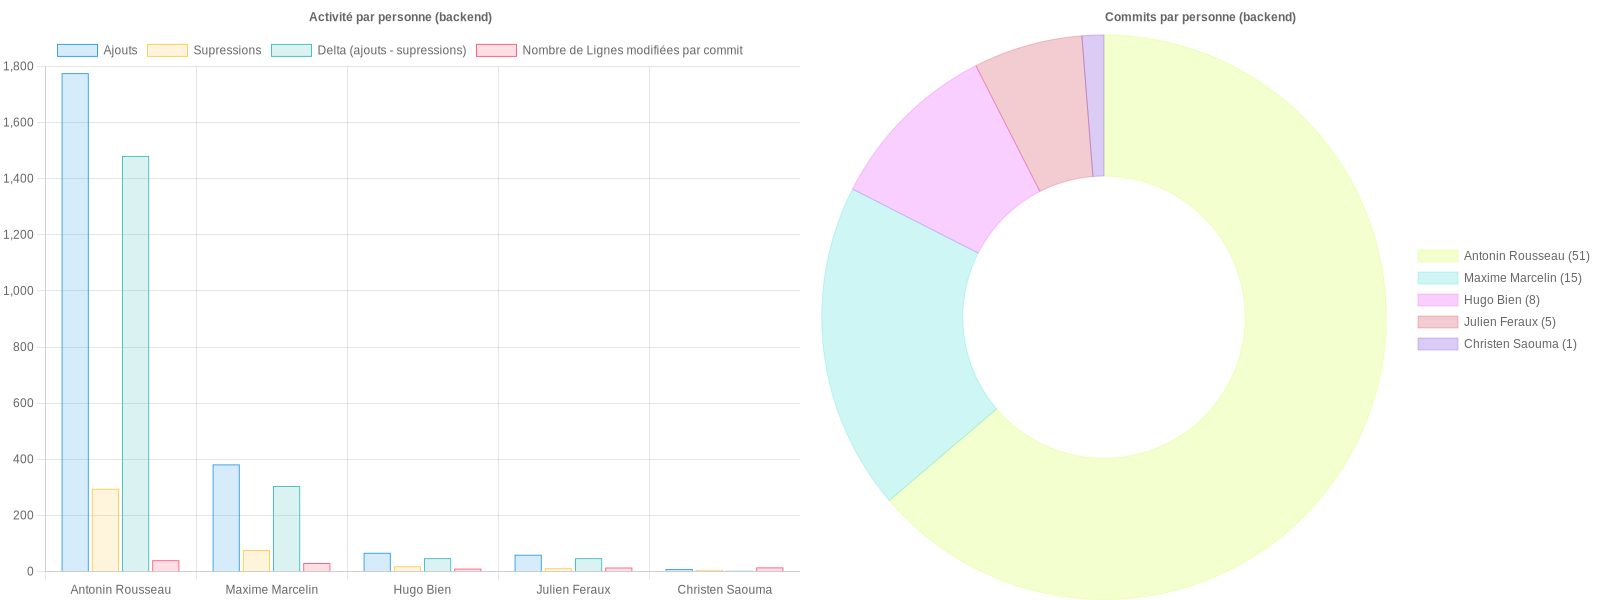 Activité par personne (backend)
Ajouts
Supressions
Delta (ajouts - supressions)
Nombre de Lignes modifiées par commit
1,800
1,600
1,400
1,200
1,000
800
600
400
200
0
Antonin Rousseau
Maxime Marcelin
Hugo Bien
Julien Feraux
Christen Saouma
Commits par personne (backend)
Antonin Rousseau (51)
Maxime Marcelin (15)
Hugo Bien (8)
Julien Feraux (5)
Christen Saouma (1)